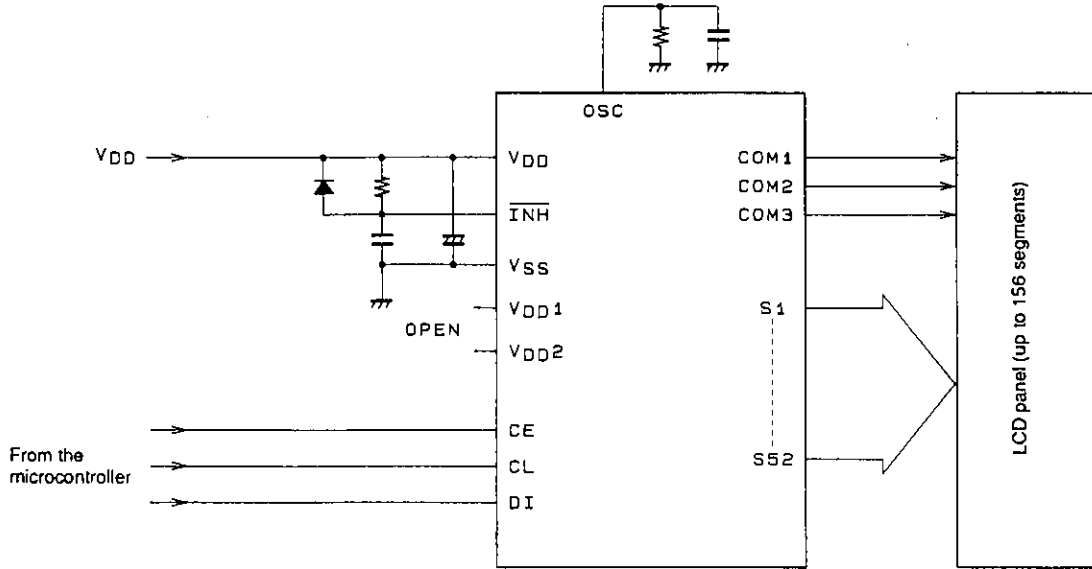 OSC
VDD
VDD
COM1
COM2
INH
COM3
VSS
VDD1
S1
OPEN
VDD2
CE
From the
microcontroller
CL
S52
DI
LCD panel (up to 156 segments)